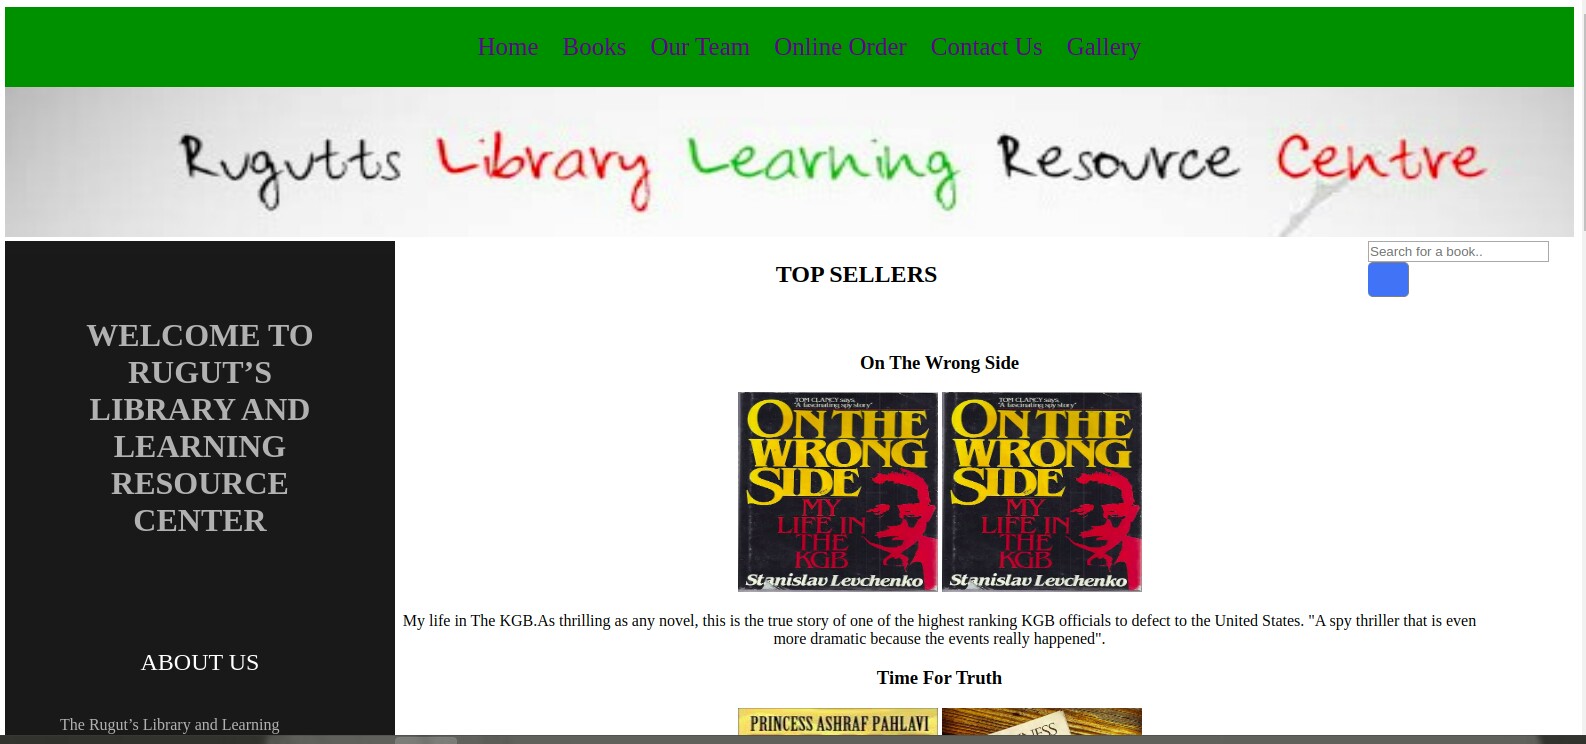 Home Books Our Team Online Order Contact Us Gallery
Rugutts Library Learning Resource Centre
Search for a book..
TOP SELLERS
WELCOME TO
RUGUT’S
LIBRARY AND
LEARNING
RESOURCE
CENTER
ABOUT US
The Rugut’s Library and Learning
On The Wrong Side
TOM CLANCY says,
"A fascinating spy story"
ON THE
WRONG
SIDE
MY
LIFE IN
THE
KGB
Stanislav Levchenko
TOM CLANCY says,
"A fascinating spy story"
ON THE
WRONG
SIDE
MY
LIFE IN
THE
KGB
Stanislav Levchenko
My life in The KGB.As thrilling as any novel, this is the true story of one of the highest ranking KGB officials to defect to the United States. "A spy thriller that is even
more dramatic because the events really happened".
Time For Truth
PRINCESS ASHRAF PAHLAVI